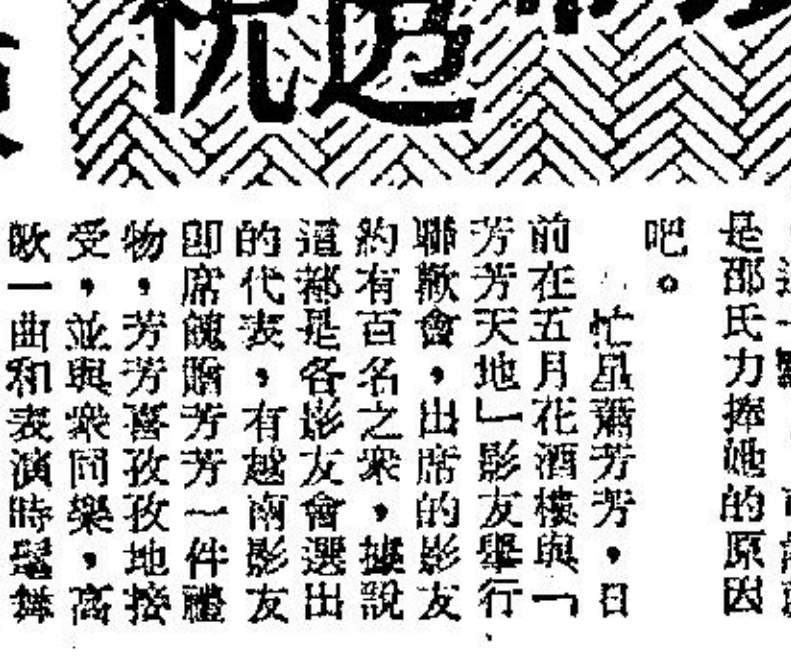 是邵氏力捧她的原因
吧。
忙星蕭芳芳，日
前在五月花酒樓與「
芳芳天地」影友舉行
聯歡會，出席的影友
約有百名之衆，據說
這都是各影友會選出
的代表，有越南影友
即席餽贈芳芳一件禮
物，芳芳喜孜孜地接
受，並與衆同樂，高
歌一曲和表演時髦舞